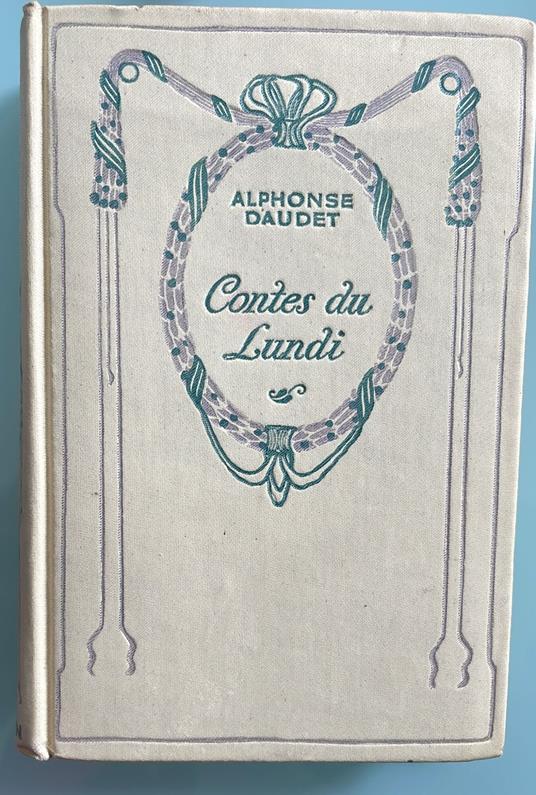 ALPHONSE
DAUDET
Contes du
Lundi